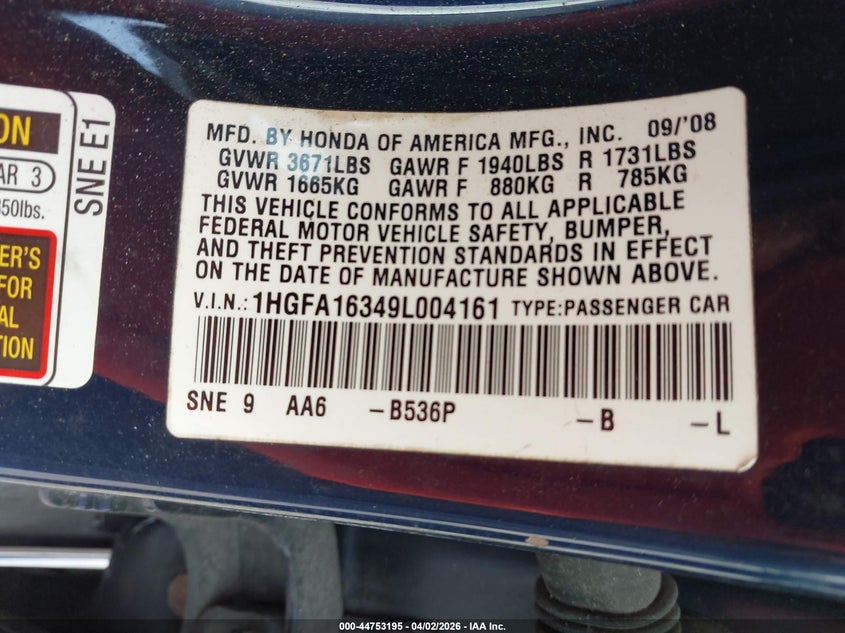 ON
AR 3
350lbs.
ER'S
FOR
AL
TION
SNE E1
MFD. BY HONDA OF AMERICA MFG., INC. 09/'08
GVWR 3671LBS GAWR F 1940LBS R 1731LBS
GVWR 1665KG GAWR F 880KG R 785KG
THIS VEHICLE CONFORMS TO ALL APPLICABLE
FEDERAL MOTOR VEHICLE SAFETY, BUMPER,
AND THEFT PREVENTION STANDARDS IN EFFECT
ON THE DATE OF MANUFACTURE SHOWN ABOVE.
V.I.N.: 1HGFA16349L004161 TYPE:PASSENGER CAR
SNE 9 AA6 -B536P -B -L
000-44753195 - 04/02/2026 - IAA Inc.